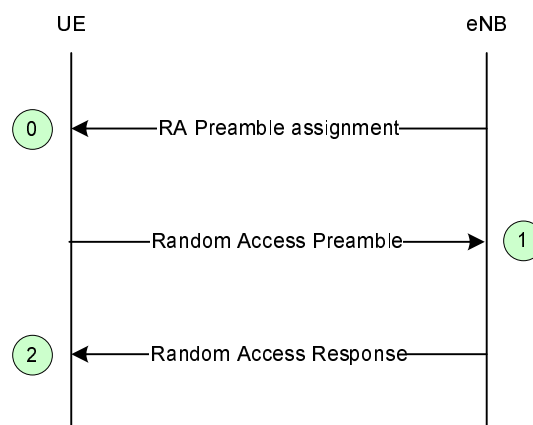 UE
eNB
0
RA Preamble assignment
Random Access Preamble
1
2
Random Access Response